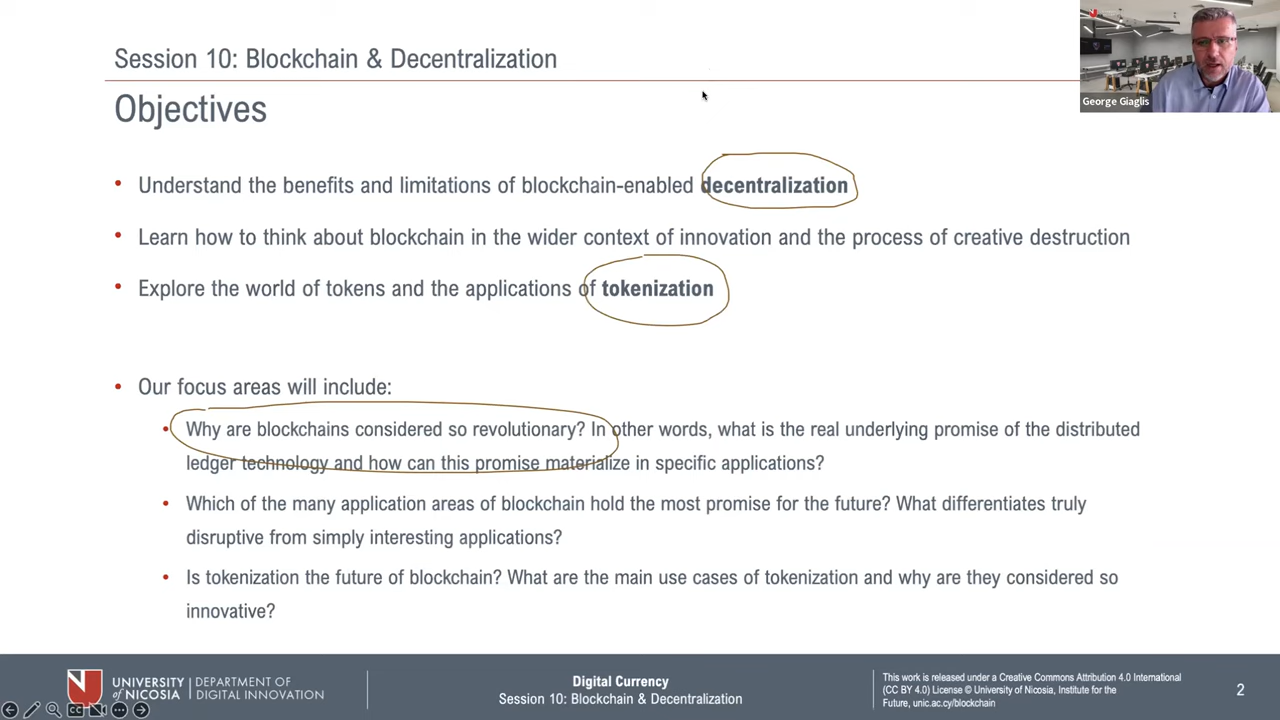 Session 10: Blockchain & Decentralization
George Giaglis
Objectives
• Understand the benefits and limitations of blockchain-enabled decentralization
• Learn how to think about blockchain in the wider context of innovation and the process of creative destruction
• Explore the world of tokens and the applications of tokenization
• Our focus areas will include:
• Why are blockchains considered so revolutionary? In other words, what is the real underlying promise of the distributed
ledger technology and how can this promise materialize in specific applications?
• Which of the many application areas of blockchain hold the most promise for the future? What differentiates truly
disruptive from simply interesting applications?
• Is tokenization the future of blockchain? What are the main use cases of tokenization and why are they considered so
innovative?
UNIVERSITY
of NICOSIA
DEPARTMENT OF
DIGITAL INNOVATION
Digital Currency
Session 10: Blockchain & Decentralization
This work is released under a Creative Commons Attribution 4.0 International
(CC BY 4.0) License © University of Nicosia, Institute for the
Future, unic.ac.cy/blockchain
2
CC